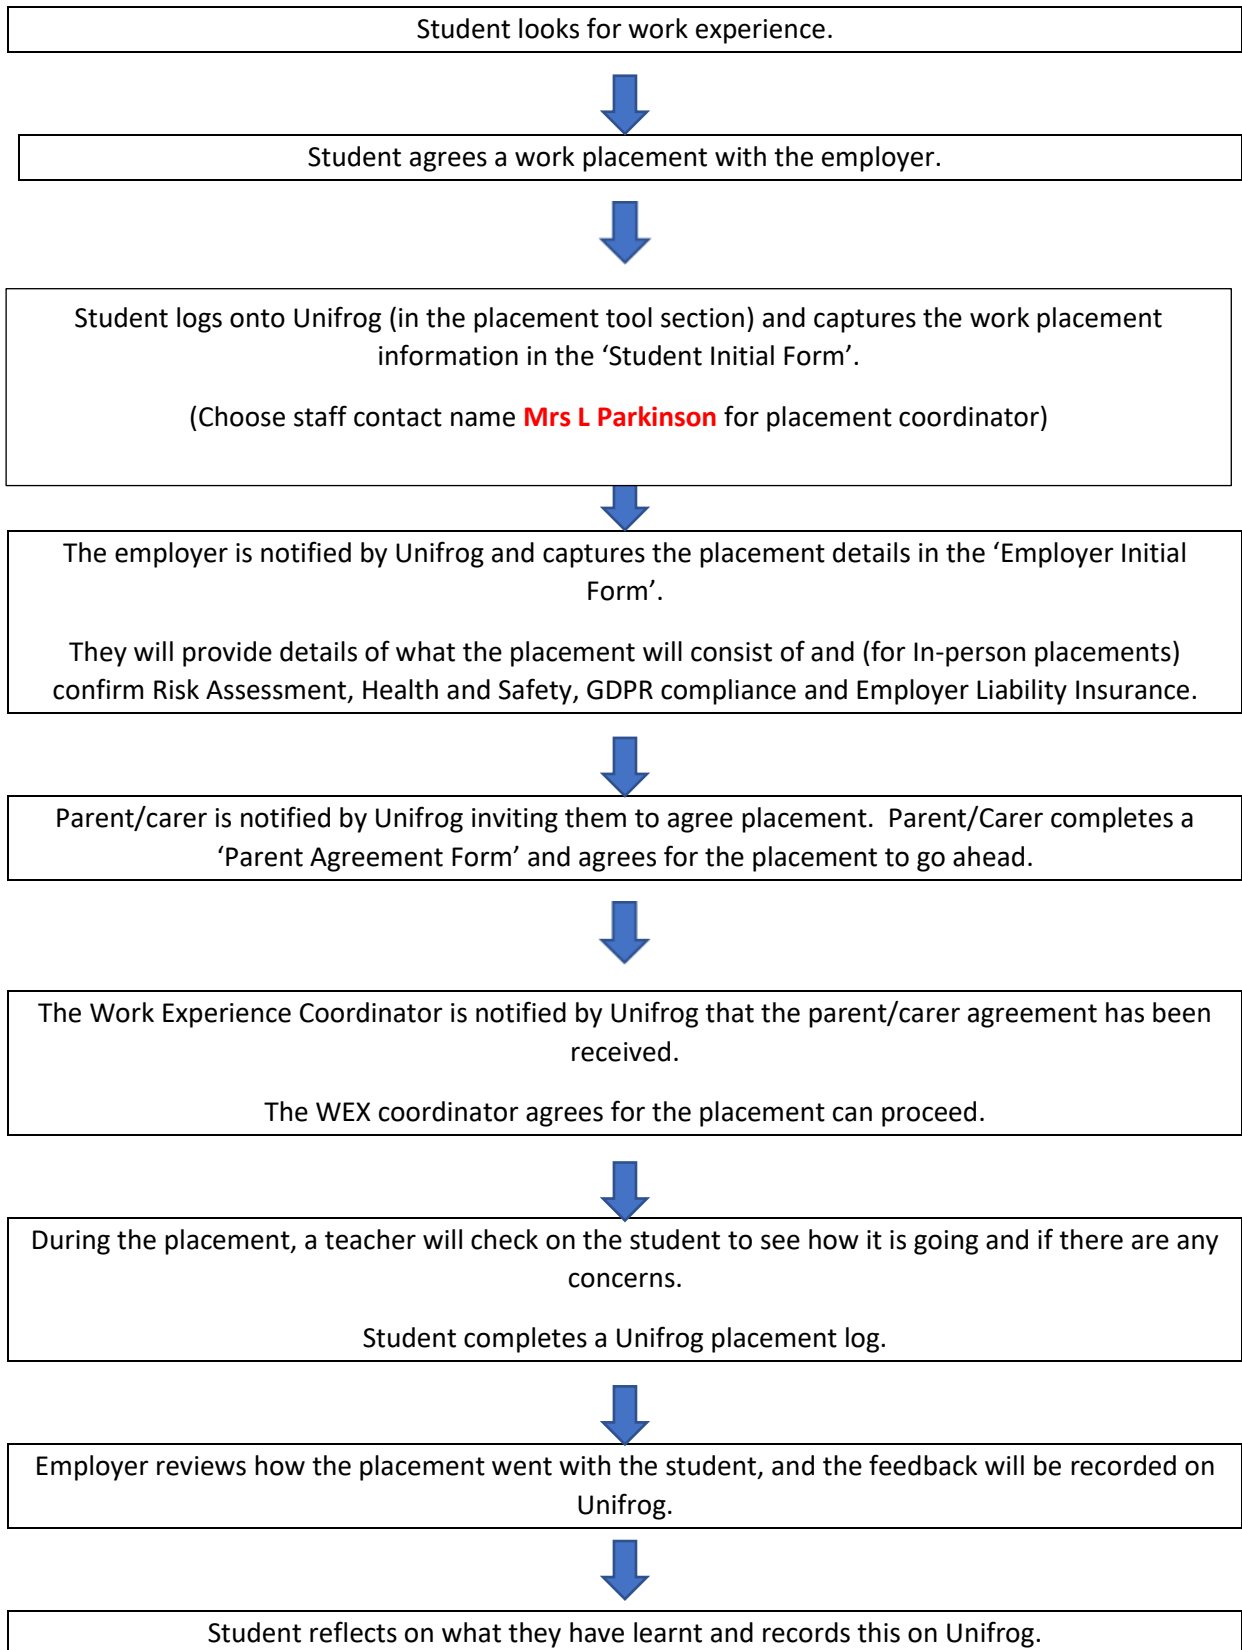 Student looks for work experience.
Student agrees a work placement with the employer.
Student logs onto Unifrog (in the placement tool section) and captures the work placement
information in the ‘Student Initial Form’.
(Choose staff contact name Mrs L Parkinson for placement coordinator)
The employer is notified by Unifrog and captures the placement details in the ‘Employer Initial
Form’.
They will provide details of what the placement will consist of and (for In-person placements)
confirm Risk Assessment, Health and Safety, GDPR compliance and Employer Liability Insurance.
Parent/carer is notified by Unifrog inviting them to agree placement.  Parent/Carer completes a
‘Parent Agreement Form’ and agrees for the placement to go ahead.
The Work Experience Coordinator is notified by Unifrog that the parent/carer agreement has been
received.
The WEX coordinator agrees for the placement can proceed.
During the placement, a teacher will check on the student to see how it is going and if there are any
concerns.
Student completes a Unifrog placement log.
Employer reviews how the placement went with the student, and the feedback will be recorded on
Unifrog.
Student reflects on what they have learnt and records this on Unifrog.